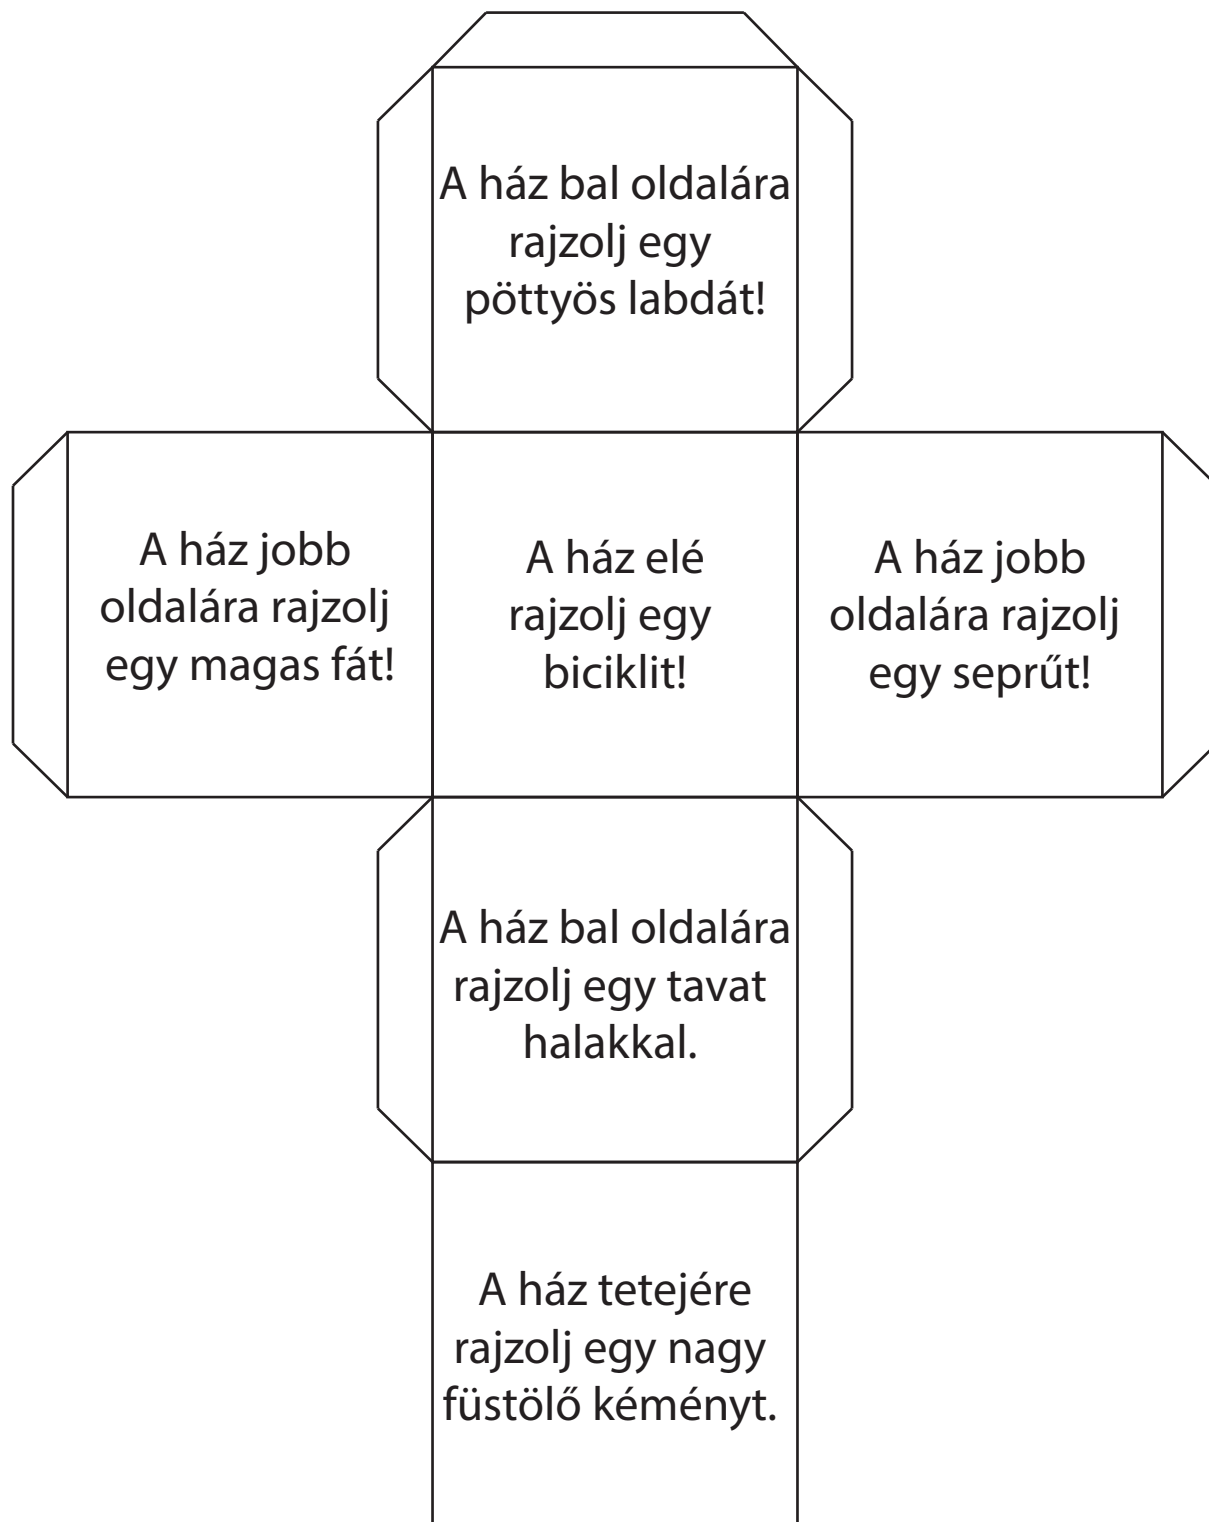 A ház bal oldalára
rajzolj egy
pöttyös labdát!
A ház jobb
oldalára rajzolj
egy magas fát!
A ház elé
rajzolj egy
biciklit!
A ház jobb
oldalára rajzolj
egy seprűt!
A ház bal oldalára
rajzolj egy tavat
halakkal.
A ház tetejére
rajzolj egy nagy
füstölő kéményt.